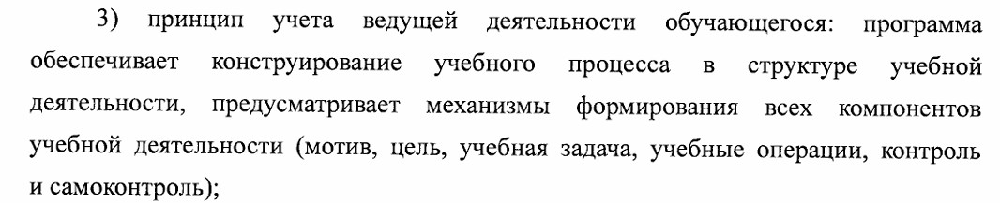 3) принцип учета ведущей деятельности обучающегося: программа
обеспечивает конструирование учебного процесса в структуре учебной
деятельности, предусматривает механизмы формирования всех компонентов
учебной деятельности (мотив, цель, учебная задача, учебные операции, контроль
и самоконтроль);